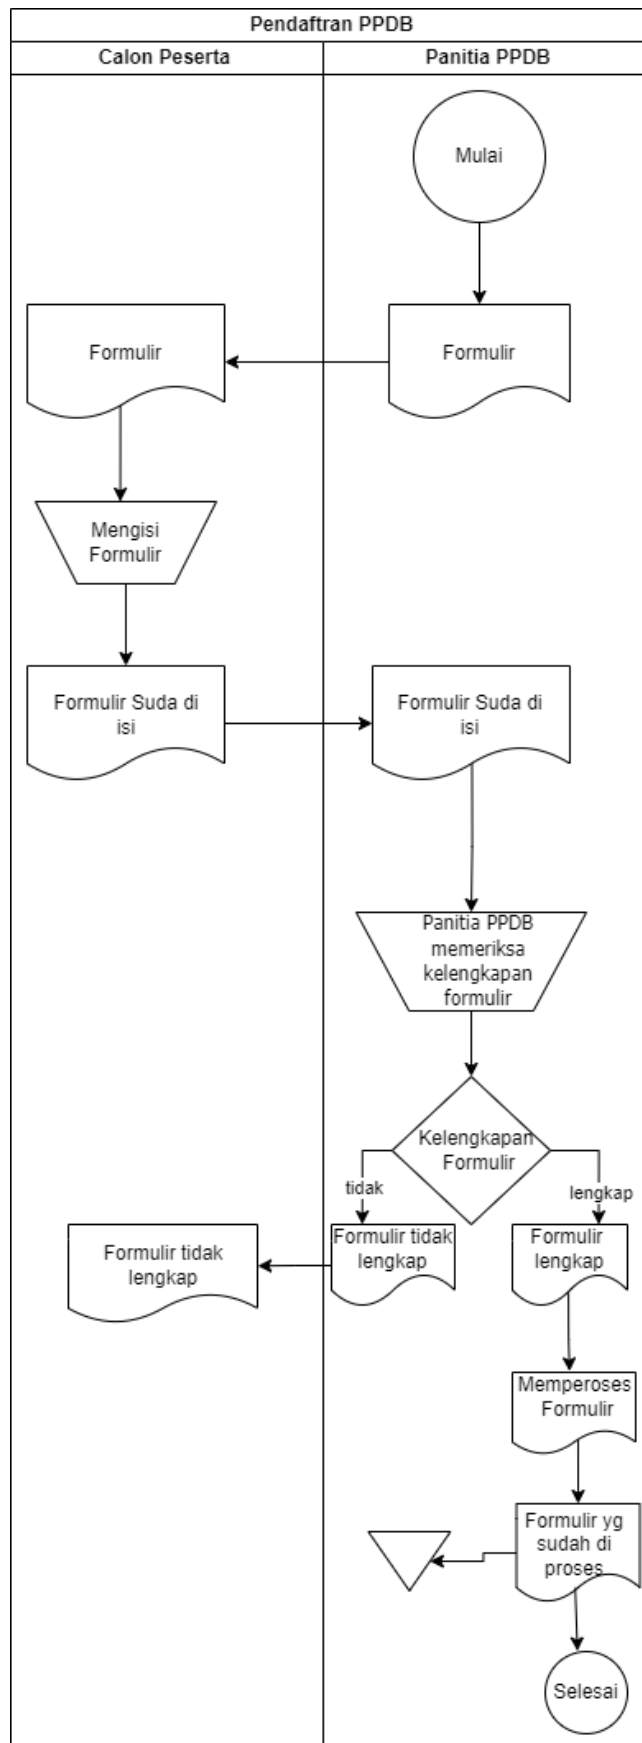 Pendaftran PPDB
Calon Peserta
Panitia PPDB
Mulai
Formulir
Formulir
Mengisi
Formulir
Formulir Suda di
isi
Formulir Suda di
isi
Panitia PPDB
memeriksa
kelengkapan
formulir
Kelengkapan
Formulir
tidak
lengkap
Formulir tidak
lengkap
Formulir tidak
lengkap
Formulir
lengkap
Memperoses
Formulir
Formulir yg
sudah di
proses
Selesai